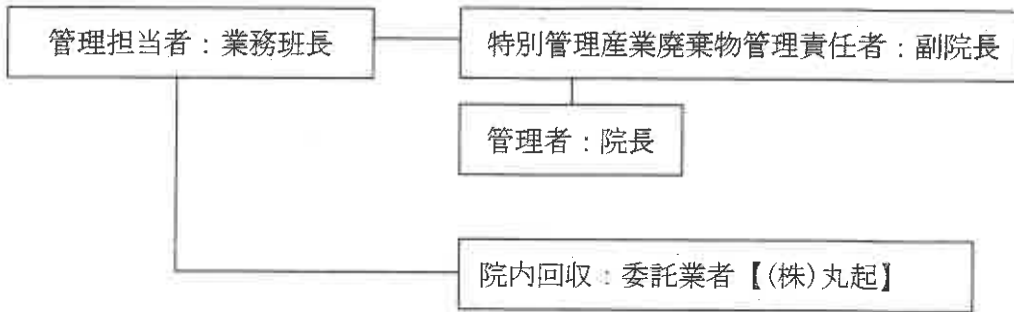 管理担当者：業務班長
特別管理産業廃棄物管理責任者：副院長
管理者：院長
院内回収：委託業者【(株)丸起】